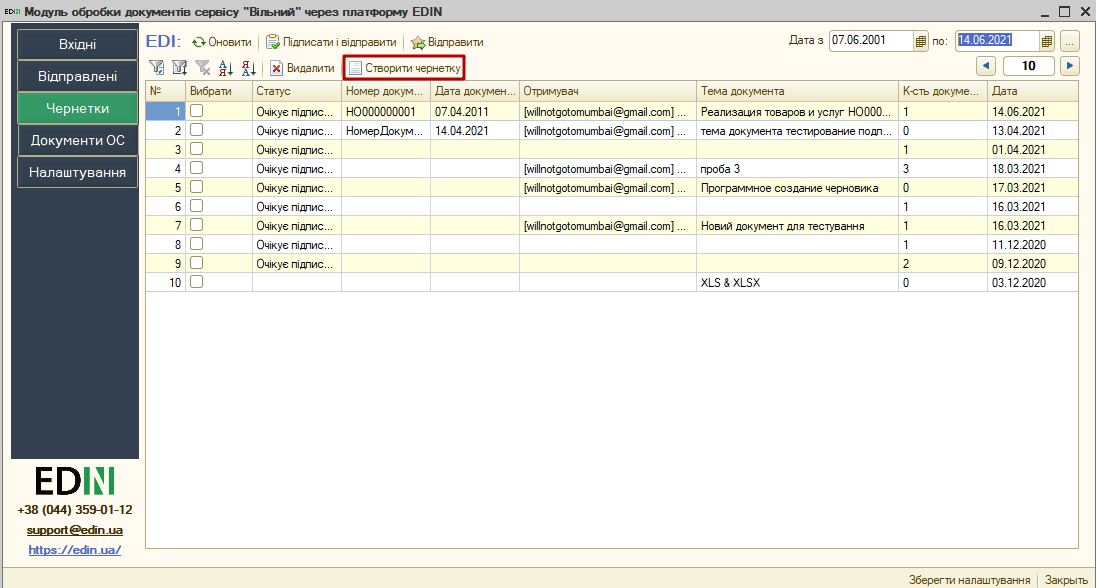 EDIN Модуль обробки документів сервісу "Вільний" через платформу EDIN
Вхідні
Відправлені
Чернетки
Документи ОС
Налаштування
EDI: Оновити Підписати і відправити Відправити Дата з 07.06.2001 по: 14.06.2021 ...
Видалити Створити чернетку 10
№ Вибрати Статус Номер докум... Дата докумен... Отримувач Тема документа К-сть докуме... Дата
1 Очікує підпис... НО000000001 07.04.2011 [willnotgotomumbai@gmail.com] ... Реализация товаров и услуг НО000... 1 14.06.2021
2 Очікує підпис... НомерДокум... 14.04.2021 [willnotgotomumbai@gmail.com] ... тема документа тестирование подп... 0 13.04.2021
3 Очікує підпис... 1 01.04.2021
4 Очікує підпис... [willnotgotomumbai@gmail.com] ... проба 3 3 18.03.2021
5 Очікує підпис... [willnotgotomumbai@gmail.com] ... Программное создание черновика 0 17.03.2021
6 Очікує підпис... 1 16.03.2021
7 Очікує підпис... [willnotgotomumbai@gmail.com] ... Новий документ для тестування 1 16.03.2021
8 Очікує підпис... 1 11.12.2020
9 Очікує підпис... 2 09.12.2020
10 XLS & XLSX 0 03.12.2020
EDIN
+38 (044) 359-01-12
support@edin.ua
https://edin.ua/
Зберегти налаштування Закрыть